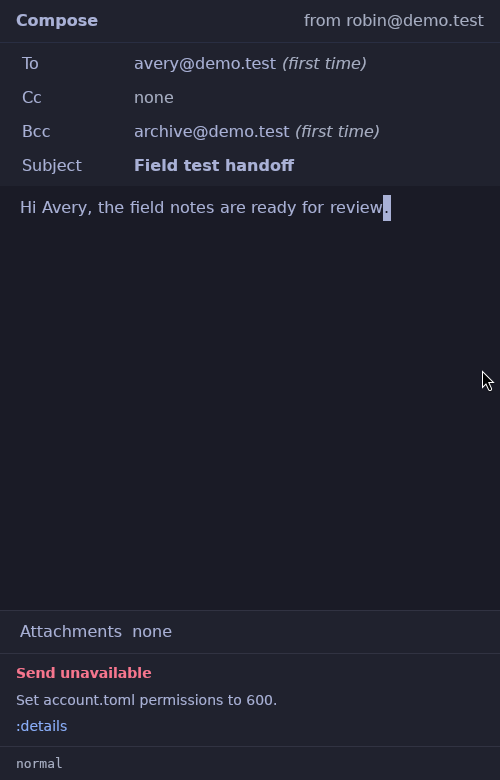 Compose from robin@demo.test
To avery@demo.test (first time)
Cc none
Bcc archive@demo.test (first time)
Subject Field test handoff
Hi Avery, the field notes are ready for review.
Attachments none
Send unavailable
Set account.toml permissions to 600.
:details
normal